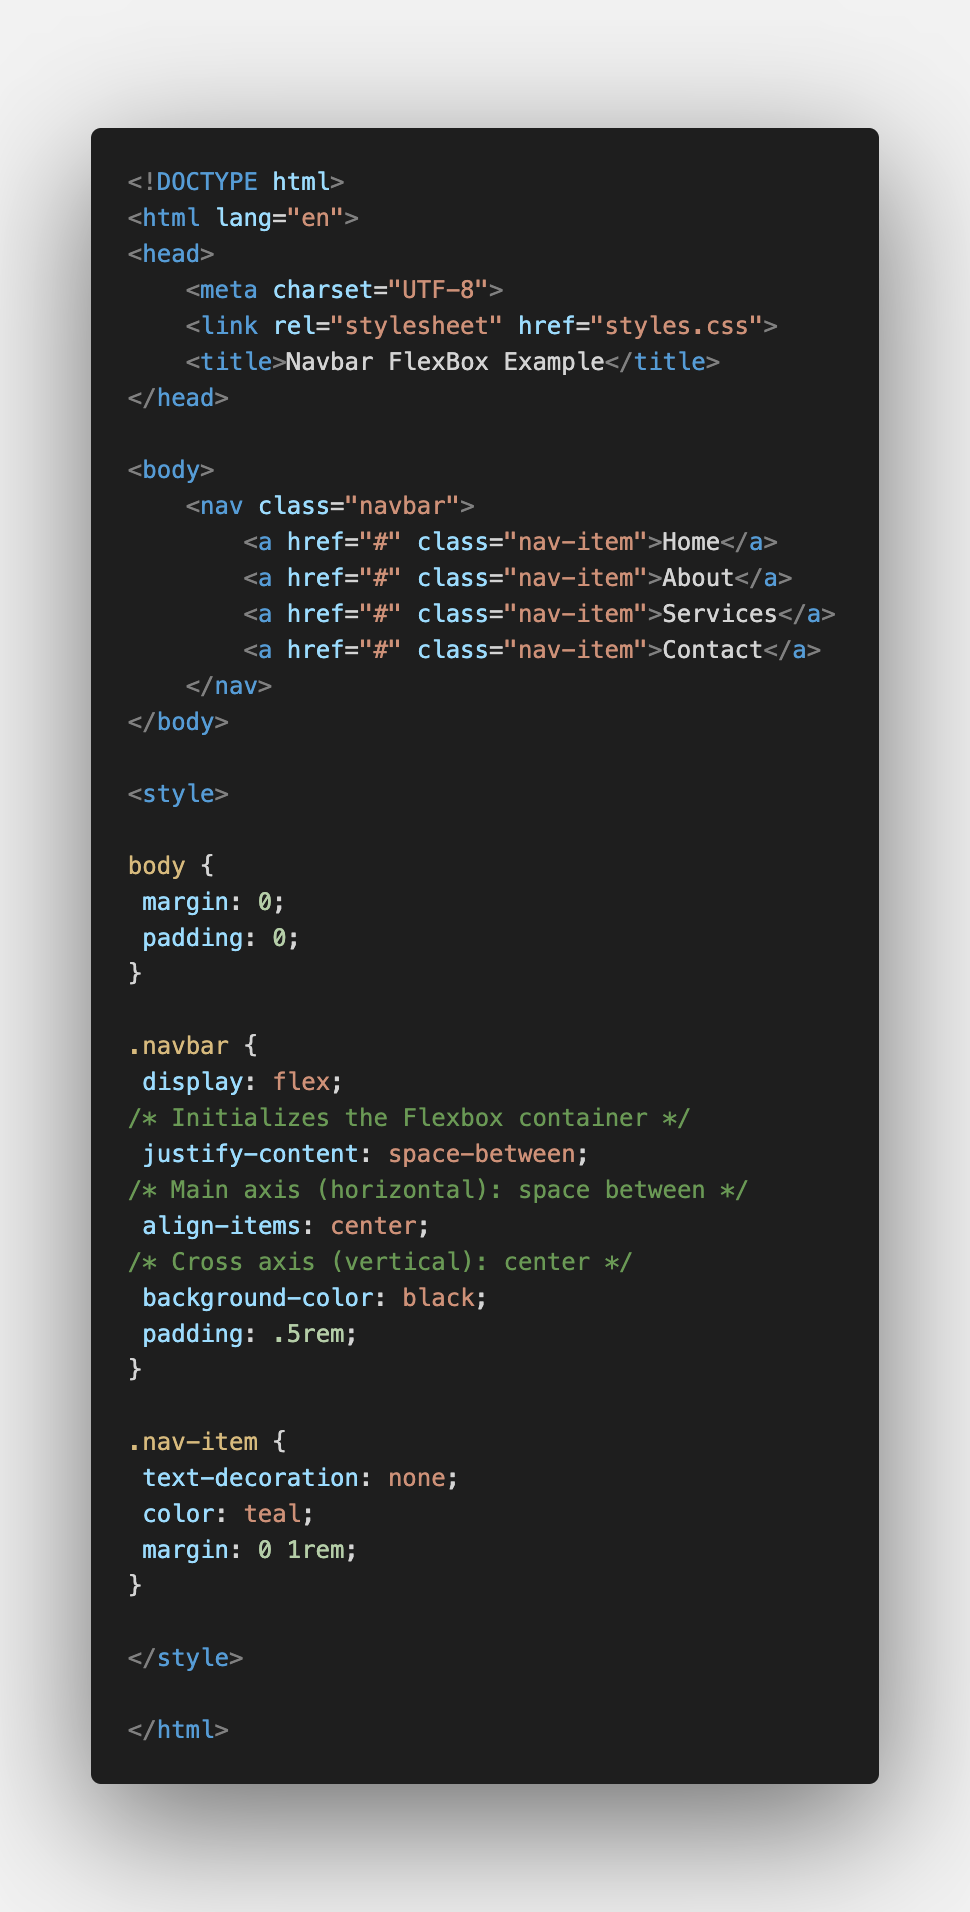 <!DOCTYPE html>
<html lang="en">
<head>
    <meta charset="UTF-8">
    <link rel="stylesheet" href="styles.css">
    <title>Navbar FlexBox Example</title>
</head>

<body>
    <nav class="navbar">
        <a href="#" class="nav-item">Home</a>
        <a href="#" class="nav-item">About</a>
        <a href="#" class="nav-item">Services</a>
        <a href="#" class="nav-item">Contact</a>
    </nav>
</body>

<style>

body {
 margin: 0;
 padding: 0;
}

.navbar {
 display: flex;
/* Initializes the Flexbox container */
 justify-content: space-between;
/* Main axis (horizontal): space between */
 align-items: center;
/* Cross axis (vertical): center */
 background-color: black;
 padding: .5rem;
}

.nav-item {
 text-decoration: none;
 color: teal;
 margin: 0 1rem;
}

</style>

</html>